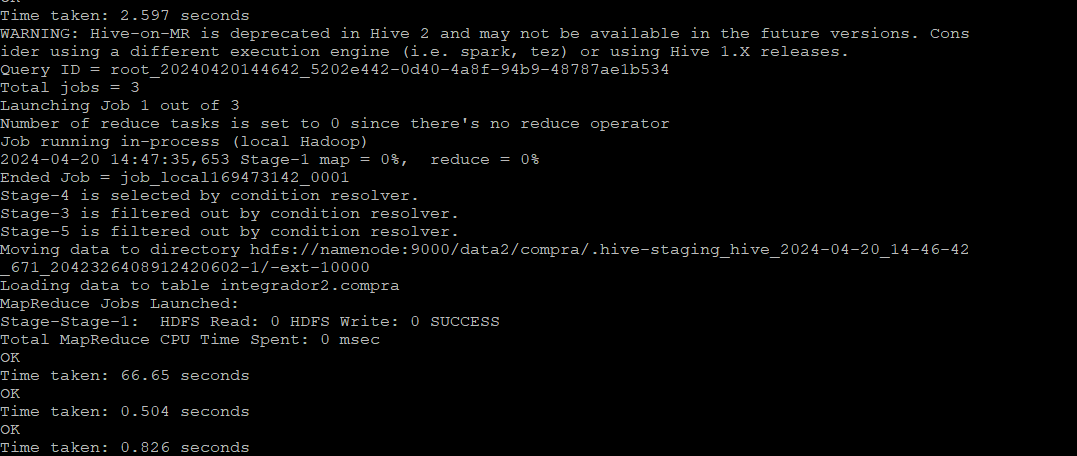 OK
Time taken: 2.597 seconds
WARNING: Hive-on-MR is deprecated in Hive 2 and may not be available in the future versions. Cons
ider using a different execution engine (i.e. spark, tez) or using Hive 1.X releases.
Query ID = root_20240420144642_5202e442-0d40-4a8f-94b9-48787ae1b534
Total jobs = 3
Launching Job 1 out of 3
Number of reduce tasks is set to 0 since there's no reduce operator
Job running in-process (local Hadoop)
2024-04-20 14:47:35,653 Stage-1 map = 0%,  reduce = 0%
Ended Job = job_local169473142_0001
Stage-4 is selected by condition resolver.
Stage-3 is filtered out by condition resolver.
Stage-5 is filtered out by condition resolver.
Moving data to directory hdfs://namenode:9000/data2/compra/.hive-staging_hive_2024-04-20_14-46-42
_671_2042326408912420602-1/-ext-10000
Loading data to table integrador2.compra
MapReduce Jobs Launched:
Stage-Stage-1:  HDFS Read: 0 HDFS Write: 0 SUCCESS
Total MapReduce CPU Time Spent: 0 msec
OK
Time taken: 66.65 seconds
OK
Time taken: 0.504 seconds
OK
Time taken: 0.826 seconds